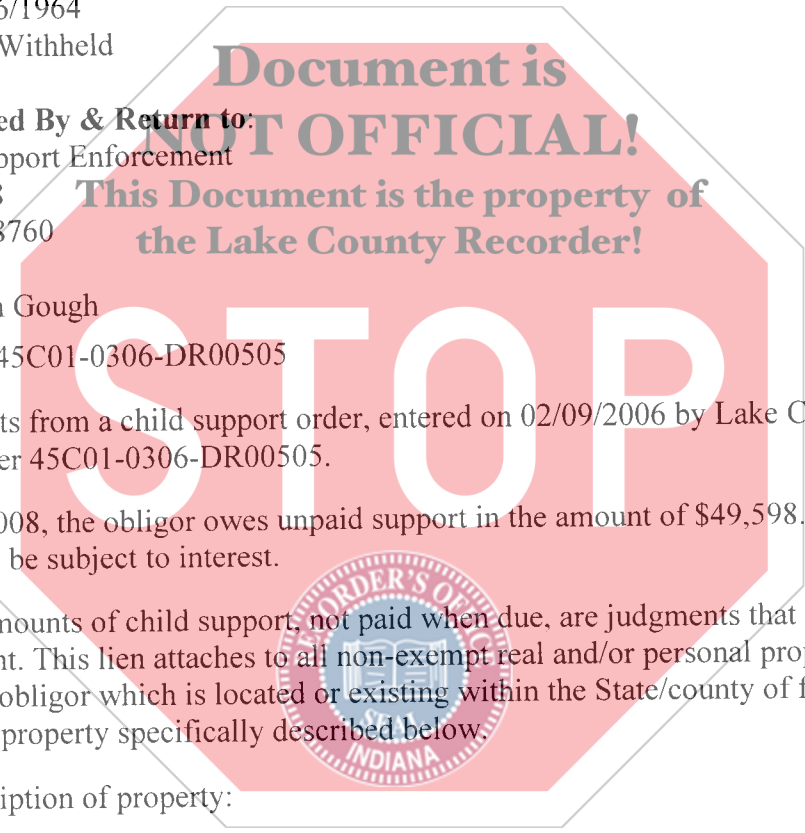 6/1964
Withheld
Document is
ed By & Return to:
NOT OFFICIAL!
pport Enforcement
This Document is the property of
8760
the Lake County Recorder!
n Gough
45C01-0306-DR00505
STOP
ts from a child support order, entered on 02/09/2006 by Lake C
er 45C01-0306-DR00505.
008, the obligor owes unpaid support in the amount of $49,598.
be subject to interest.
RECORDER'S OFFICE
mounts of child support, not paid when due, are judgments that
nt. This lien attaches to all non-exempt real and/or personal prop
obligor which is located or existing within the State/county of f
SEAL
property specifically described below.
INDIANA
iption of property: